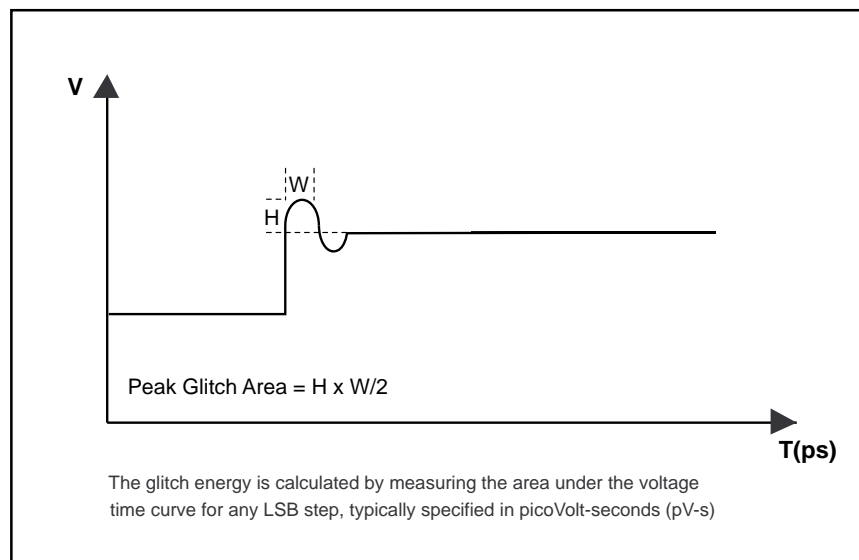 V
W
H
Peak Glitch Area = H x W/2
T(ps)
The glitch energy is calculated by measuring the area under the voltage
time curve for any LSB step, typically specified in picoVolt-seconds (pV-s)